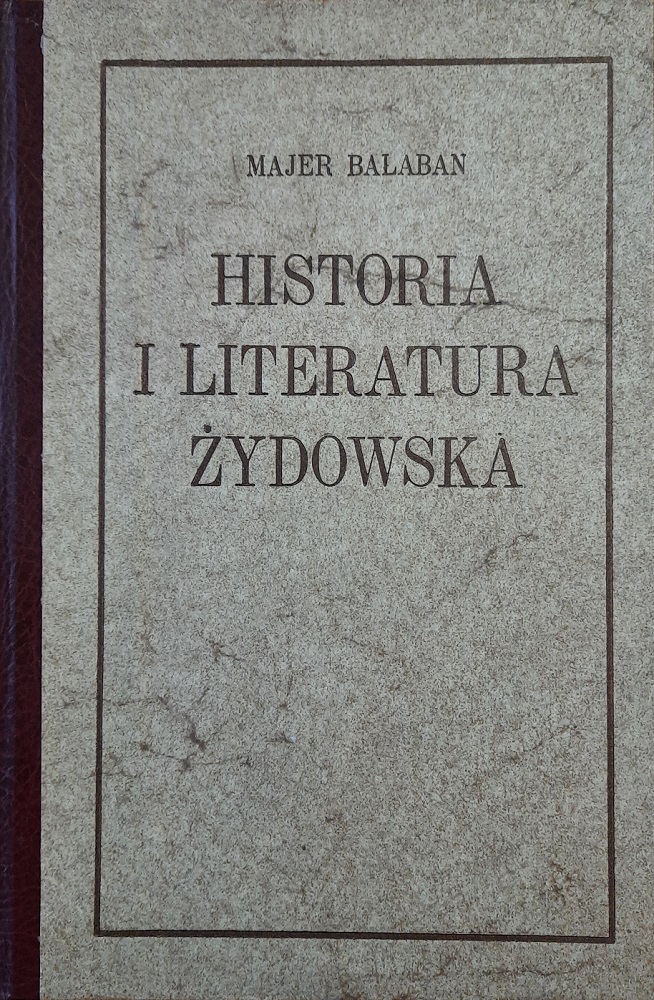 MAJER BAŁABAN
HISTORIA
I LITERATURA
ŻYDOWSKA